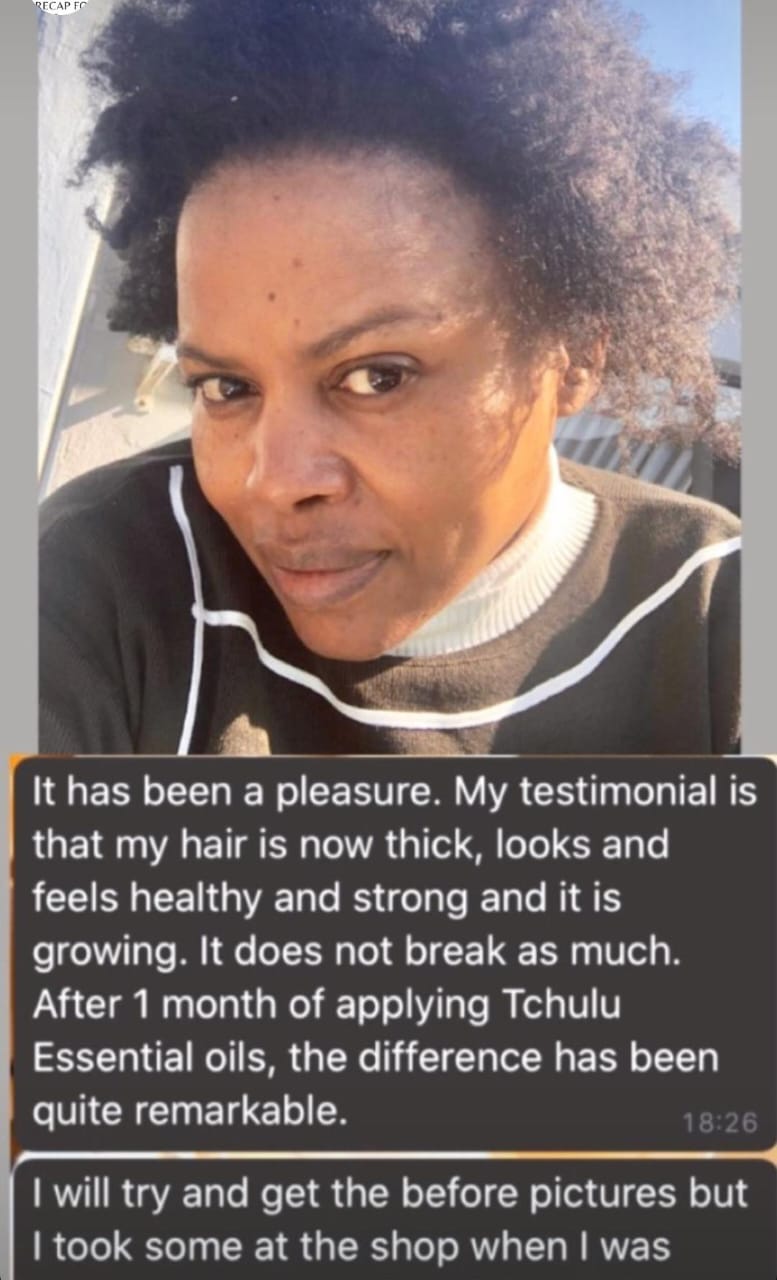 RECAP FO
It has been a pleasure. My testimonial is
that my hair is now thick, looks and
feels healthy and strong and it is
growing. It does not break as much.
After 1 month of applying Tchulu
Essential oils, the difference has been
quite remarkable.
18:26
I will try and get the before pictures but
I took some at the shop when I was